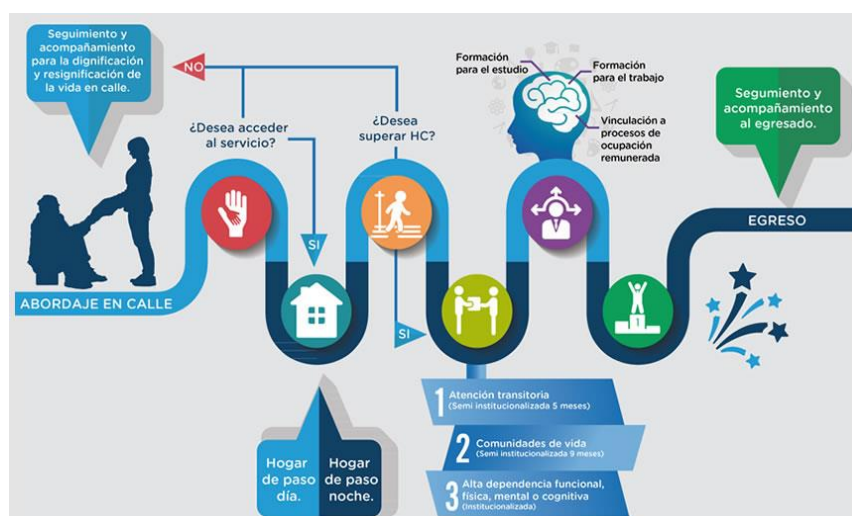 Seguimiento y
acompañamiento
para la dignificación
y resignificación de
la vida en calle.
NO
¿Desea acceder
al servicio?
¿Desea
superar HC?
Formación
para el estudio
Formación
para el trabajo
Vinculación a
procesos de
ocupación
remunerada
Segumiento y
acompañamiento
al egresado.
EGRESO
SI
ABORDAJE EN CALLE
SI
1
1 Atención transitoria
(Semi institucionalizada 5 meses)
2 Comunidades de vida
(Semi institucionalizada 9 meses)
3 Alta dependencia funcional,
física, mental o cognitiva
(Institucionalizada)
Hogar
de paso
día.
Hogar
de paso
noche.